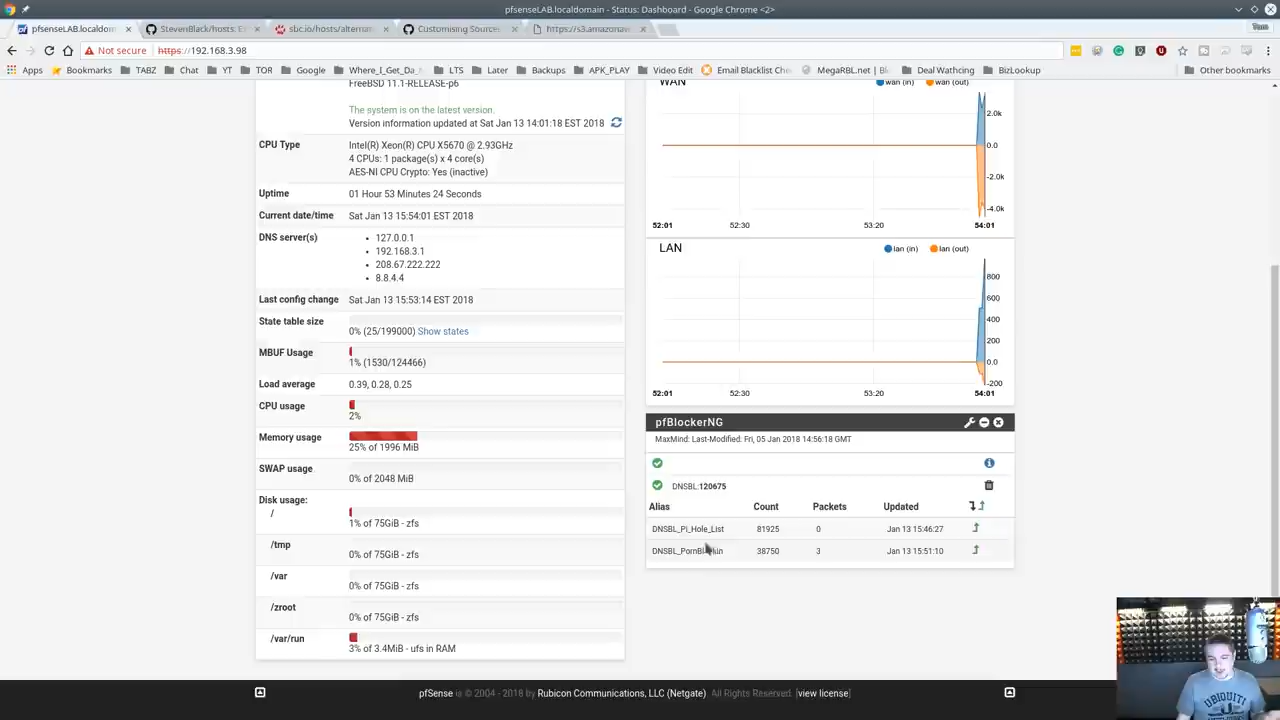 pfsenseLAB.localdomain - Status: Dashboard - Google Chrome <2>
pfsenseLAB.localdo
StevenBlack/hosts: E
sbc.io/hosts/alternat
Customising Sources
https://s3.amazonaw
Tom
Not secure https://192.168.3.98
Apps Bookmarks TABZ Chat YT TOR Google Where_I_Get_Da_ LTS Later Backups APK_PLAY Video Edit Email Blacklist Che MegaRBL.net | Bl Deal Wathcing BizLookup Other bookmarks
FreeBSD 11.1-RELEASE-p6
The system is on the latest version.
Version information updated at Sat Jan 13 14:01:18 EST 2018
CPU Type
Intel(R) Xeon(R) CPU X5670 @ 2.93GHz
4 CPUs: 1 package(s) x 4 core(s)
AES-NI CPU Crypto: Yes (inactive)
Uptime 01 Hour 53 Minutes 24 Seconds
Current date/time Sat Jan 13 15:54:01 EST 2018
DNS server(s)
127.0.0.1
192.168.3.1
208.67.222.222
8.8.4.4
Last config change Sat Jan 13 15:53:14 EST 2018
State table size
0% (25/199000) Show states
MBUF Usage
1% (1530/124466)
Load average 0.39, 0.28, 0.25
CPU usage
2%
Memory usage
25% of 1996 MiB
SWAP usage
0% of 2048 MiB
Disk usage:
/
1% of 75GiB - zfs
/tmp
0% of 75GiB - zfs
/var
0% of 75GiB - zfs
/zroot
0% of 75GiB - zfs
/var/run
3% of 3.4MiB - ufs in RAM
WAN
wan (in) wan (out)
2.0k
0.0
-2.0k
-4.0k
52:01 52:30 53:20 54:01
LAN
lan (in) lan (out)
800
600
400
200
0.0
-200
52:01 52:30 53:20 54:01
pfBlockerNG
MaxMind: Last-Modified: Fri, 05 Jan 2018 14:56:18 GMT
DNSBL:120675
Alias Count Packets Updated
DNSBL_Pi_Hole_List 81925 0 Jan 13 15:46:27
38750 3 Jan 13 15:51:10
pfSense is © 2004 - 2018 by Rubicon Communications, LLC (Netgate). All Rights Reserved. [view license]
UBIQUITI